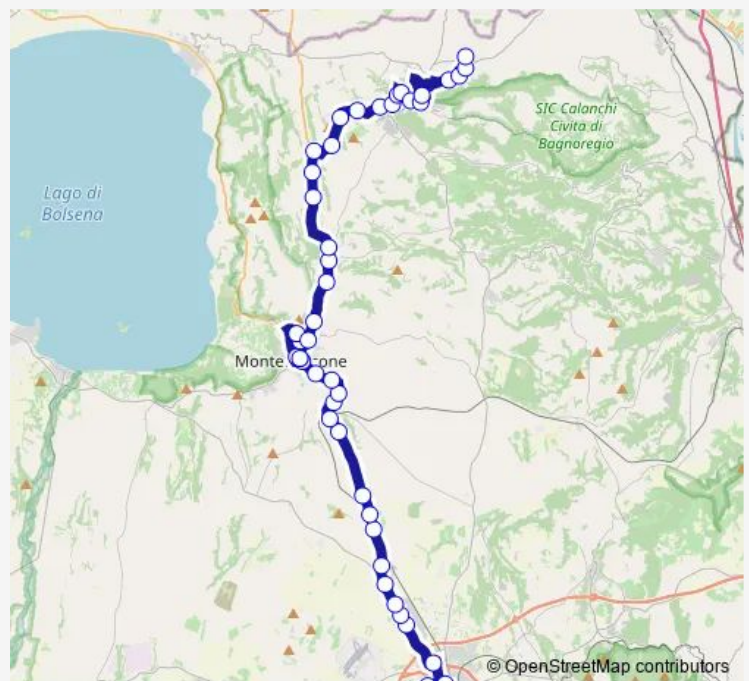 SIC Calanchi
Civita di
Bagnoregio
Lago di
Bolsena
© OpenStreetMap contributors